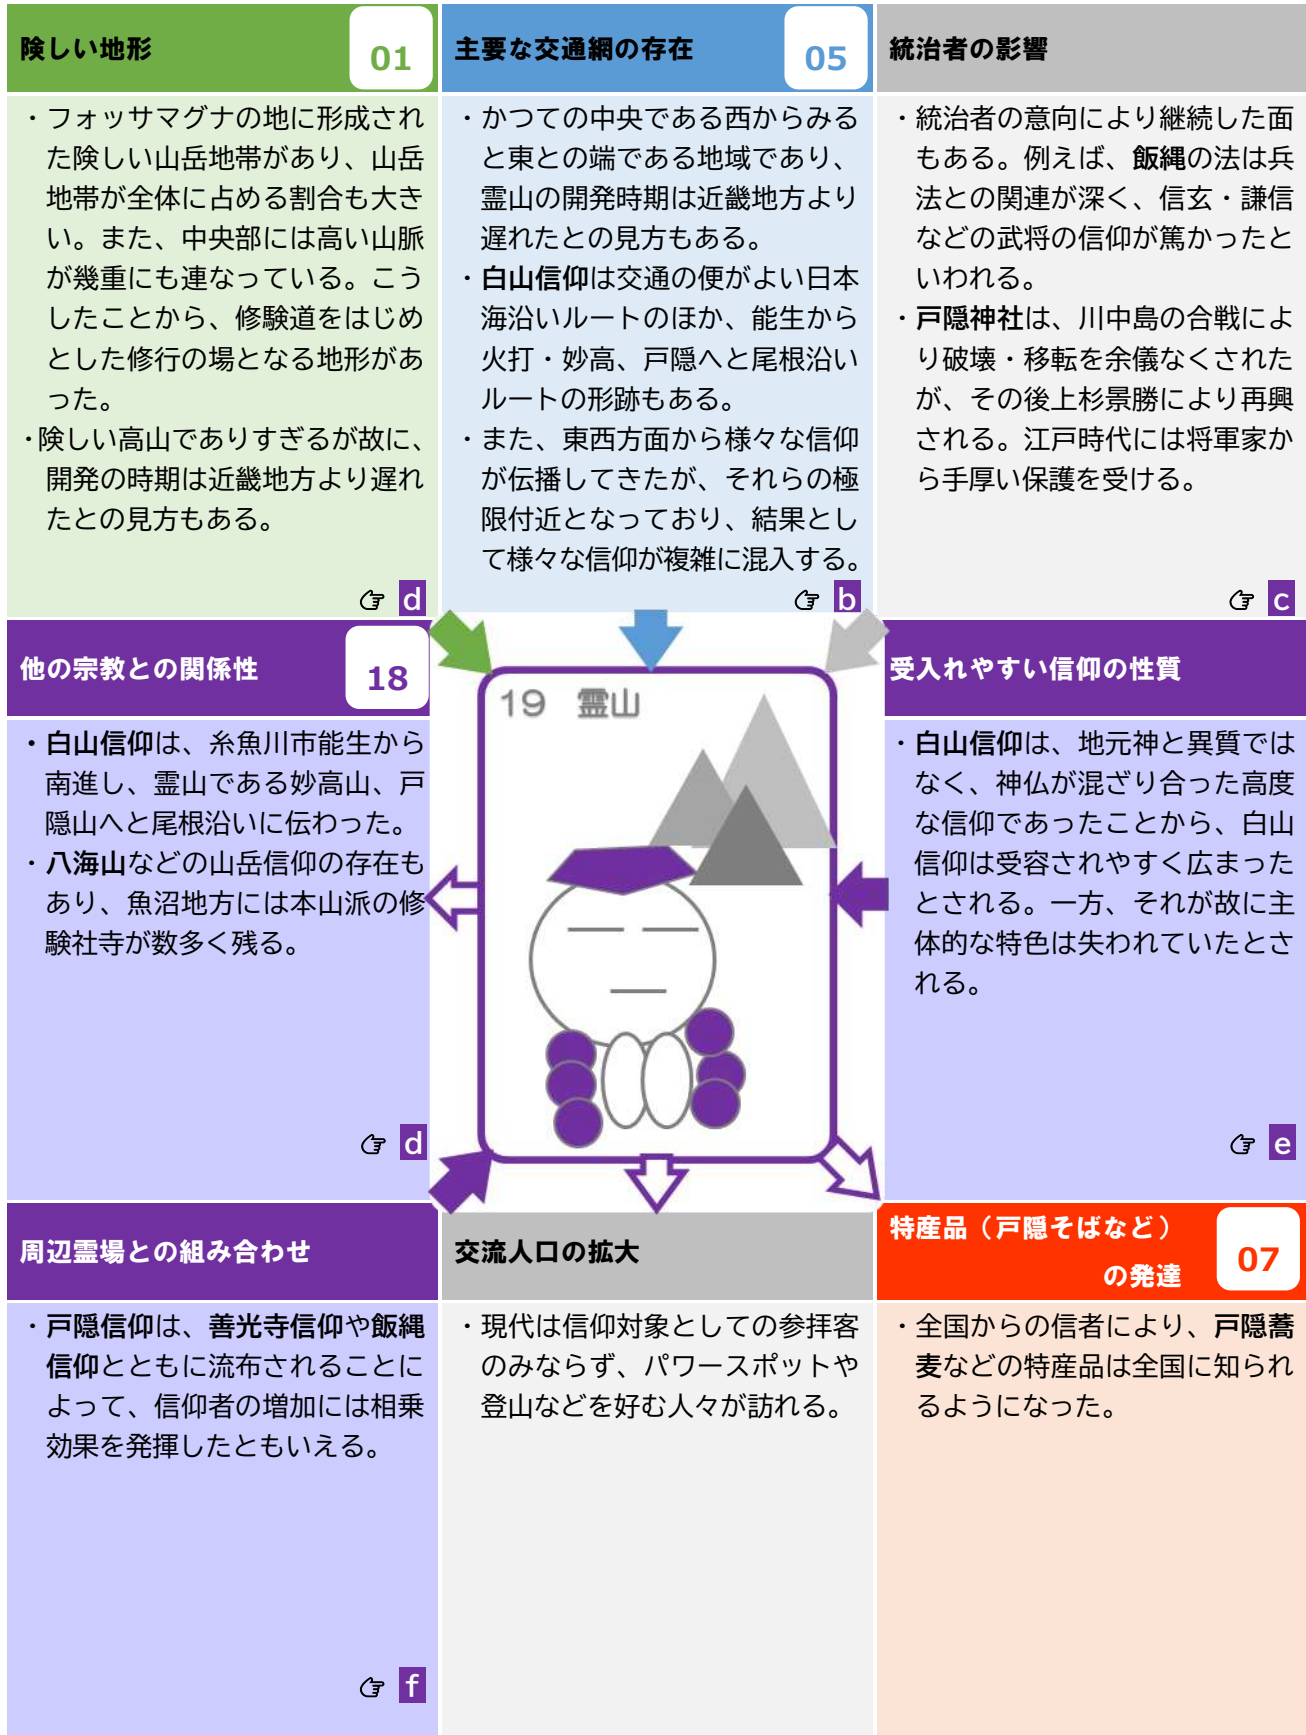 険しい地形
01
・フォッサマグナの地に形成され
た険しい山岳地帯があり、山岳
地帯が全体に占める割合も大き
い。また、中央部には高い山脈
が幾重にも連なっている。こう
したことから、修験道をはじめ
とした修行の場となる地形があ
った。
・険しい高山でありすぎるが故に、
開発の時期は近畿地方より遅れ
たとの見方もある。
☞ d
主要な交通網の存在
05
・かつての中央である西からみる
と東との端である地域であり、
霊山の開発時期は近畿地方より
遅れたとの見方もある。
・白山信仰は交通の便がよい日本
海沿いルートのほか、能生から
火打・妙高、戸隠へと尾根沿い
ルートの形跡もある。
・また、東西方面から様々な信仰
が伝播してきたが、それらの極
限付近となっており、結果とし
て様々な信仰が複雑に混入する。
☞ b
統治者の影響
・統治者の意向により継続した面
もある。例えば、飯縄の法は兵
法との関連が深く、信玄・謙信
などの武将の信仰が篤かったと
いわれる。
・戸隠神社は、川中島の合戦によ
り破壊・移転を余儀なくされた
が、その後上杉景勝により再興
される。江戸時代には将軍家か
ら手厚い保護を受ける。
☞ c
他の宗教との関係性
18
・白山信仰は、糸魚川市能生から
南進し、霊山である妙高山、戸
隠山へと尾根沿いに伝わった。
・八海山などの山岳信仰の存在も
あり、魚沼地方には本山派の修
験社寺が数多く残る。
☞ d
19 霊山
受入れやすい信仰の性質
・白山信仰は、地元神と異質では
なく、神仏が混ざり合った高度
な信仰であったことから、白山
信仰は受容されやすく広まった
とされる。一方、それが故に主
体的な特色は失われていたとさ
れる。
☞ e
周辺霊場との組み合わせ
・戸隠信仰は、善光寺信仰や飯縄
信仰とともに流布されることに
よって、信仰者の増加には相乗
効果を発揮したともいえる。
☞ f
交流人口の拡大
・現代は信仰対象としての参拝客
のみならず、パワースポットや
登山などを好む人々が訪れる。
特産品（戸隠そばなど）
の発達
07
・全国からの信者により、戸隠蕎
麦などの特産品は全国に知られ
るようになった。